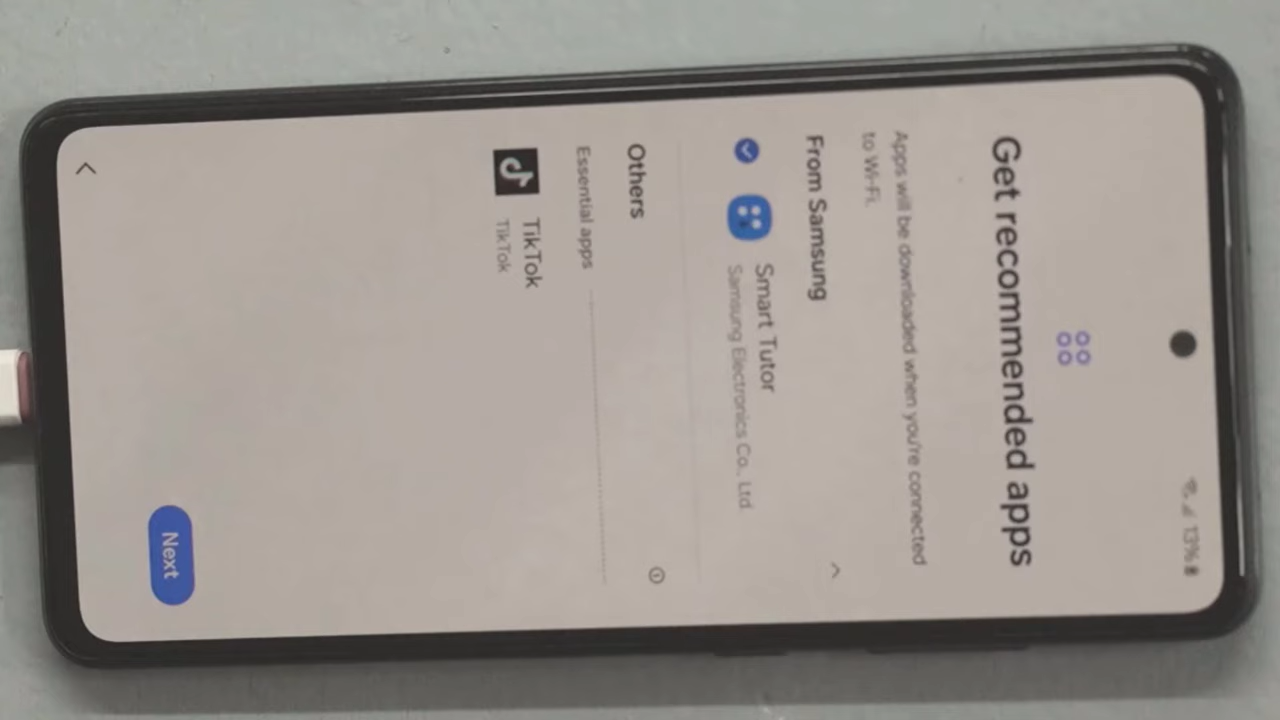 13%
Get recommended apps
Apps will be downloaded when you're connected
to Wi-Fi.
From Samsung
Smart Tutor
Samsung Electronics Co., Ltd
Others
Essential apps
TikTok
TikTok
Next